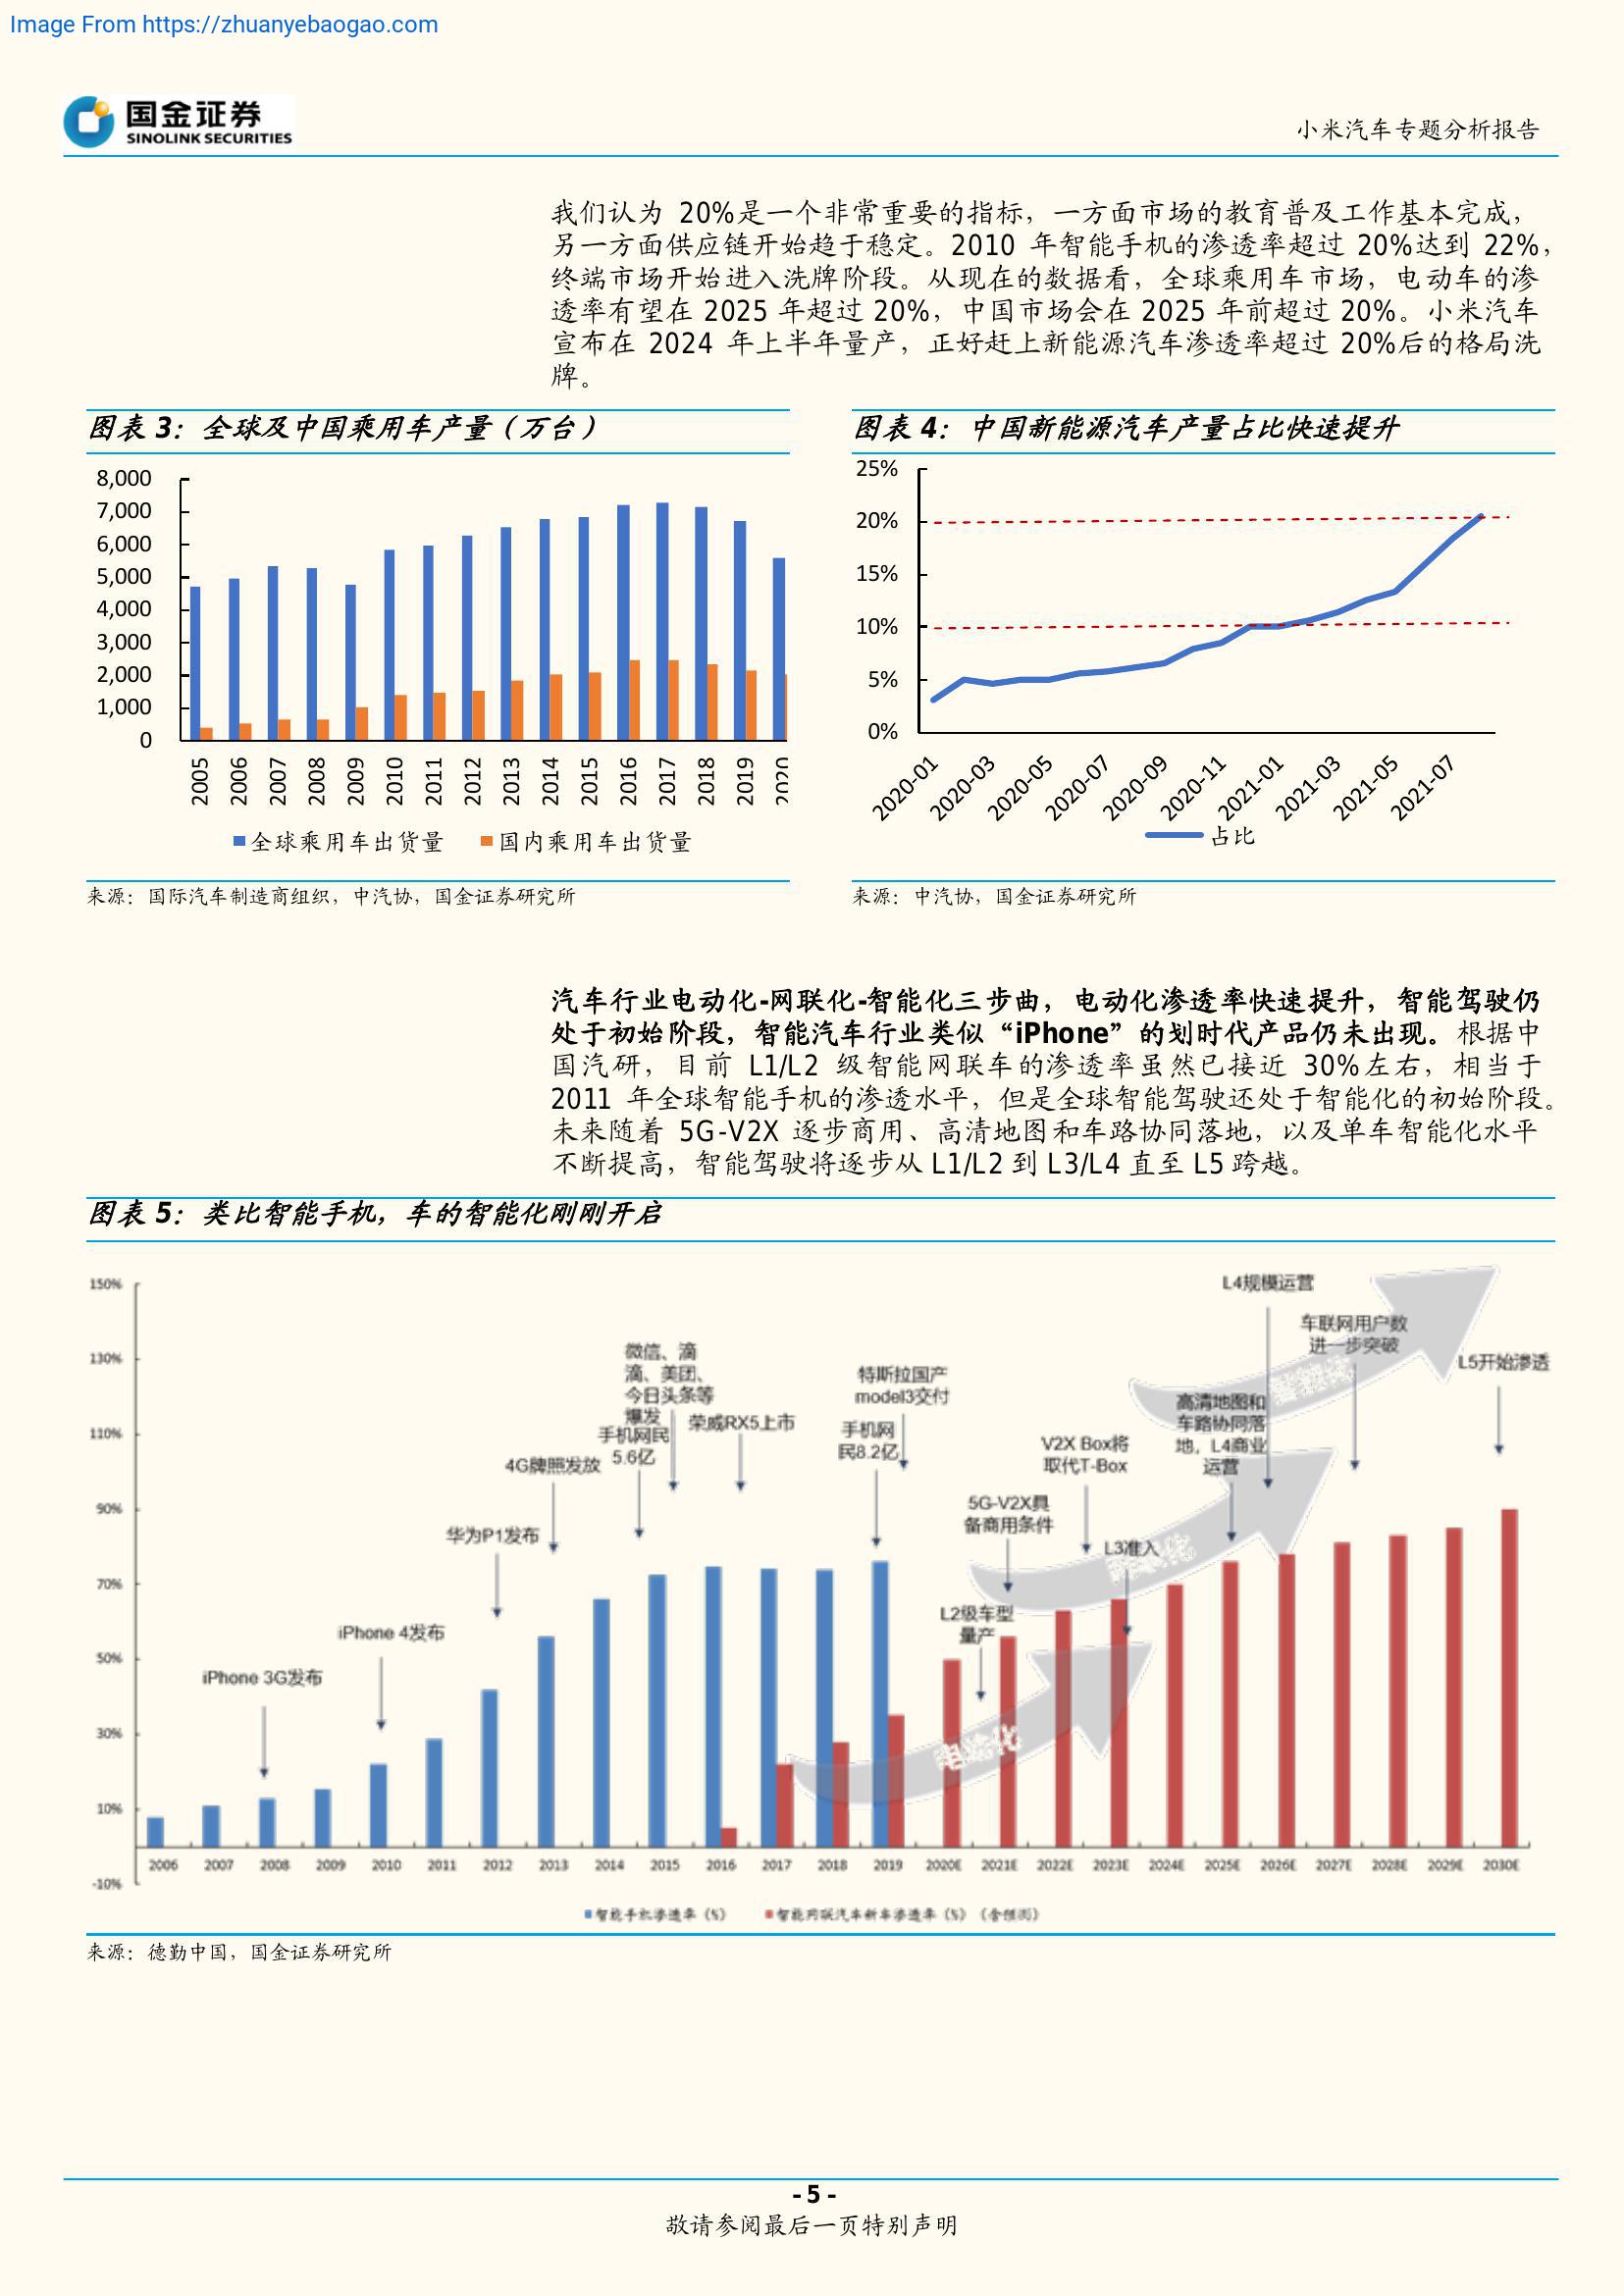 Image From https://zhuanyebaogao.com
国金证券
SINOLINK SECURITIES
小米汽车专题分析报告
我们认为 20%是一个非常重要的指标，一方面市场的教育普及工作基本完成，
另一方面供应链开始趋于稳定。2010 年智能手机的渗透率超过 20%达到 22%，
终端市场开始进入洗牌阶段。从现在的数据看，全球乘用车市场，电动车的渗
透率有望在 2025 年超过 20%，中国市场会在 2025 年前超过 20%。小米汽车
宣布在 2024 年上半年量产，正好赶上新能源汽车渗透率超过 20%后的格局洗
牌。
图表 3：全球及中国乘用车产量（万台）
8,000
7,000
6,000
5,000
4,000
3,000
2,000
1,000
0
2005 2006 2007 2008 2009 2010 2011 2012 2013 2014 2015 2016 2017 2018 2019 2020
全球乘用车出货量 国内乘用车出货量
来源：国际汽车制造商组织，中汽协，国金证券研究所
图表 4：中国新能源汽车产量占比快速提升
25%
20%
15%
10%
5%
0%
2020-01 2020-03 2020-05 2020-07 2020-09 2020-11 2021-01 2021-03 2021-05 2021-07
占比
来源：中汽协，国金证券研究所
汽车行业电动化-网联化-智能化三步曲，电动化渗透率快速提升，智能驾驶仍
处于初始阶段，智能汽车行业类似“iPhone”的划时代产品仍未出现。根据中
国汽研，目前 L1/L2 级智能网联车的渗透率虽然已接近 30%左右，相当于
2011 年全球智能手机的渗透水平，但是全球智能驾驶还处于智能化的初始阶段。
未来随着 5G-V2X 逐步商用、高清地图和车路协同落地，以及单车智能化水平
不断提高，智能驾驶将逐步从 L1/L2 到 L3/L4 直至 L5 跨越。
图表 5：类比智能手机，车的智能化刚刚开启
150%
130%
110%
90%
70%
50%
30%
10%
-10%
iPhone 3G发布
iPhone 4发布
华为P1发布
4G牌照发放
手机网民
5.6亿
微信、滴
滴、美团、
今日头条等
爆发
荣威RX5上市
手机网
民8.2亿
特斯拉国产
model3交付
L2级车型
量产
5G-V2X具
备商用条件
V2X Box将
取代T-Box
L3准入
高清地图和
车路协同落
地，L4商业
运营
L4规模运营
车联网用户数
进一步突破
L5开始渗透
电动化
2006 2007 2008 2009 2010 2011 2012 2013 2014 2015 2016 2017 2018 2019 2020E 2021E 2022E 2023E 2024E 2025E 2026E 2027E 2028E 2029E 2030E
智能手机渗透率（%） 智能网联汽车新车渗透率（%）（含预测）
来源：德勤中国，国金证券研究所
- 5 -
敬请参阅最后一页特别声明